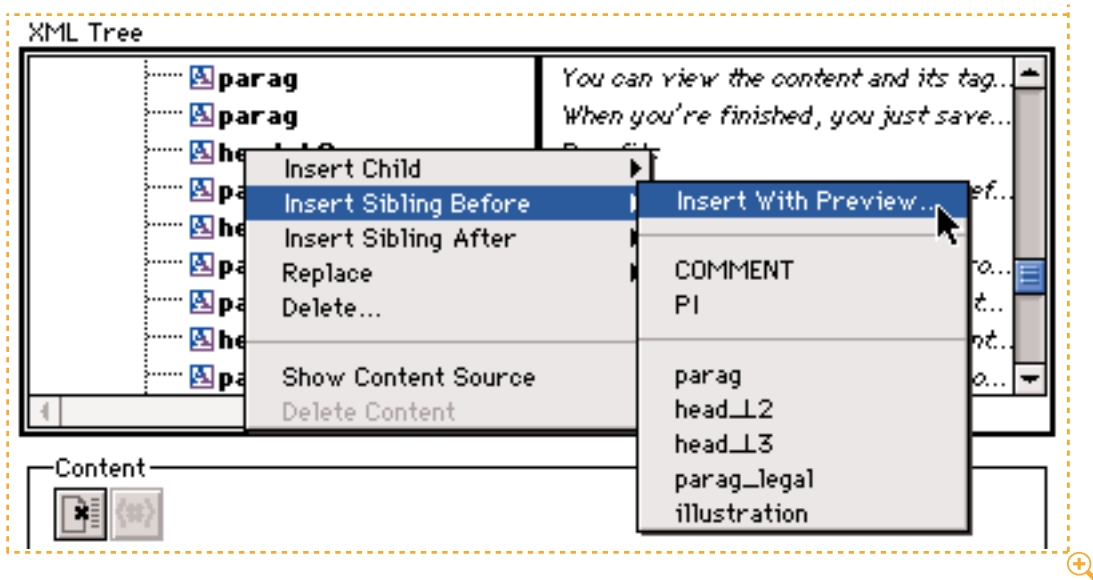 XML Tree
parag You can view the content and its tag...
parag When you're finished, you just save...
Insert Child
Insert Sibling Before
Insert Sibling After
Replace
Delete...
Show Content Source
Delete Content
Insert With Preview...
COMMENT
PI
parag
head_L2
head_L3
parag_legal
illustration
Content